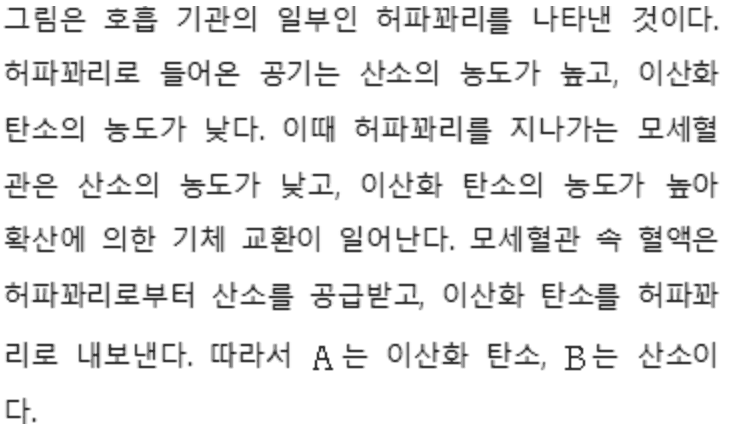 그림은 호흡 기관의 일부인 허파꽈리를 나타낸 것이다.
허파꽈리로 들어온 공기는 산소의 농도가 높고, 이산화
탄소의 농도가 낮다. 이때 허파꽈리를 지나가는 모세혈
관은 산소의 농도가 낮고, 이산화 탄소의 농도가 높아
확산에 의한 기체 교환이 일어난다. 모세혈관 속 혈액은
허파꽈리로부터 산소를 공급받고, 이산화 탄소를 허파꽈
리로 내보낸다. 따라서 A는 이산화 탄소, B는 산소이
다.